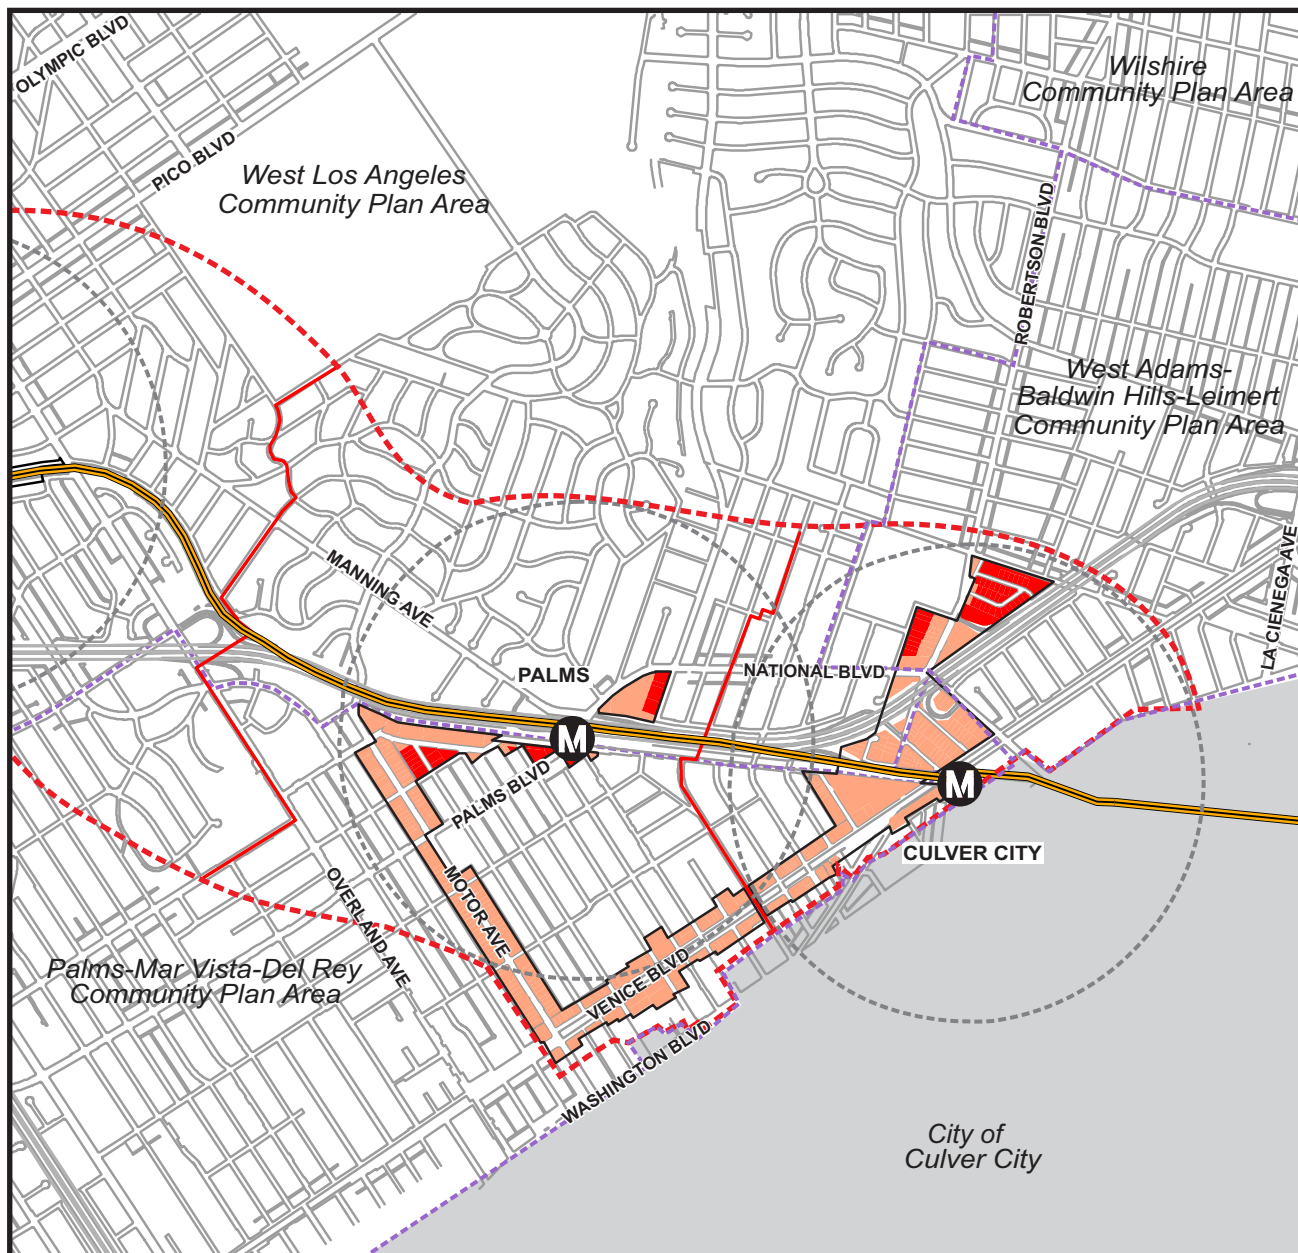 OLYMPIC BLVD
Wilshire
Community Plan Area
PICO BLVD
West Los Angeles
Community Plan Area
ROBERTSON BLVD
West Adams-
Baldwin Hills-Leimert
Community Plan Area
LA CIENEGA AVE
MANNING AVE
PALMS
NATIONAL BLVD
M
M
PALMS BLVD
CULVER CITY
MOTOR AVE
OVERLAND AVE
Palms-Mar Vista-Del Rey
Community Plan Area
VENICE BLVD
WASHINGTON BLVD
City of
Culver City